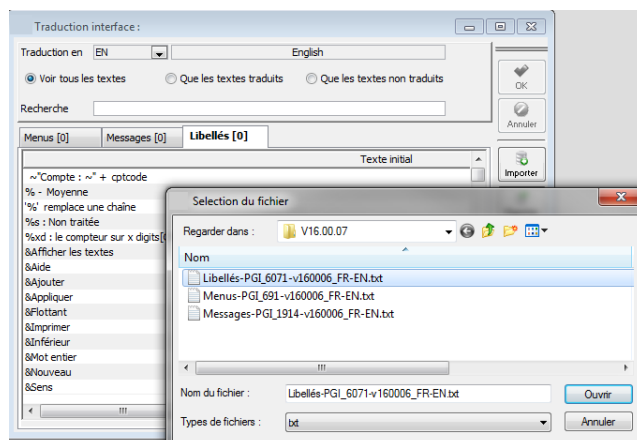 Traduction interface :
Traduction en EN English
Voir tous les textes Que les textes traduits Que les textes non traduits
OK
Recherche
Annuler
Menus [0] Messages [0] Libellés [0]
Texte initial
Importer
~"Compte : ~" + cptcode
% - Moyenne
'%' remplace une chaîne
%s : Non traitée
%xd : le compteur sur x digits[
&Afficher les textes
&Aide
&Ajouter
&Appliquer
&Flottant
&Imprimer
&Inférieur
&Mot entier
&Nouveau
&Sens
Selection du fichier
Regarder dans : V16.00.07
Nom
Libellés-PGI_6071-v160006_FR-EN.txt
Menus-PGI_691-v160006_FR-EN.txt
Messages-PGI_1914-v160006_FR-EN.txt
Nom du fichier : Libellés-PGI_6071-v160006_FR-EN.txt Ouvrir
Types de fichiers : txt Annuler